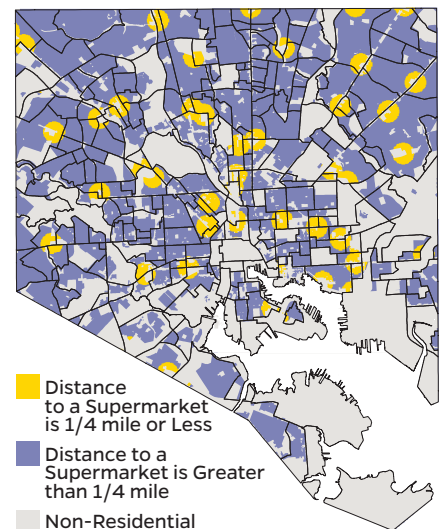 Distance
to a Supermarket
is 1/4 mile or Less
Distance to a
Supermarket is Greater
than 1/4 mile
Non-Residential